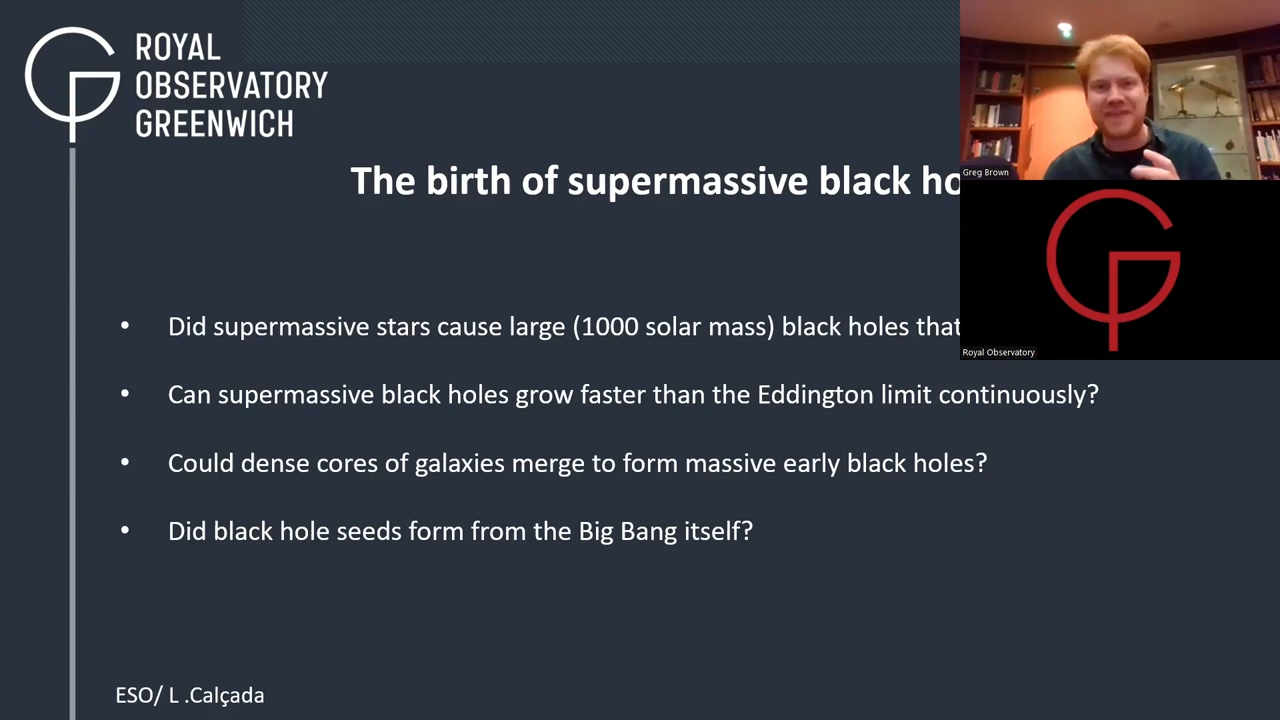 ROYAL
OBSERVATORY
GREENWICH
The birth of supermassive black ho
Greg Brown
Royal Observatory
• Did supermassive stars cause large (1000 solar mass) black holes that
• Can supermassive black holes grow faster than the Eddington limit continuously?
• Could dense cores of galaxies merge to form massive early black holes?
• Did black hole seeds form from the Big Bang itself?
ESO/ L .Calçada